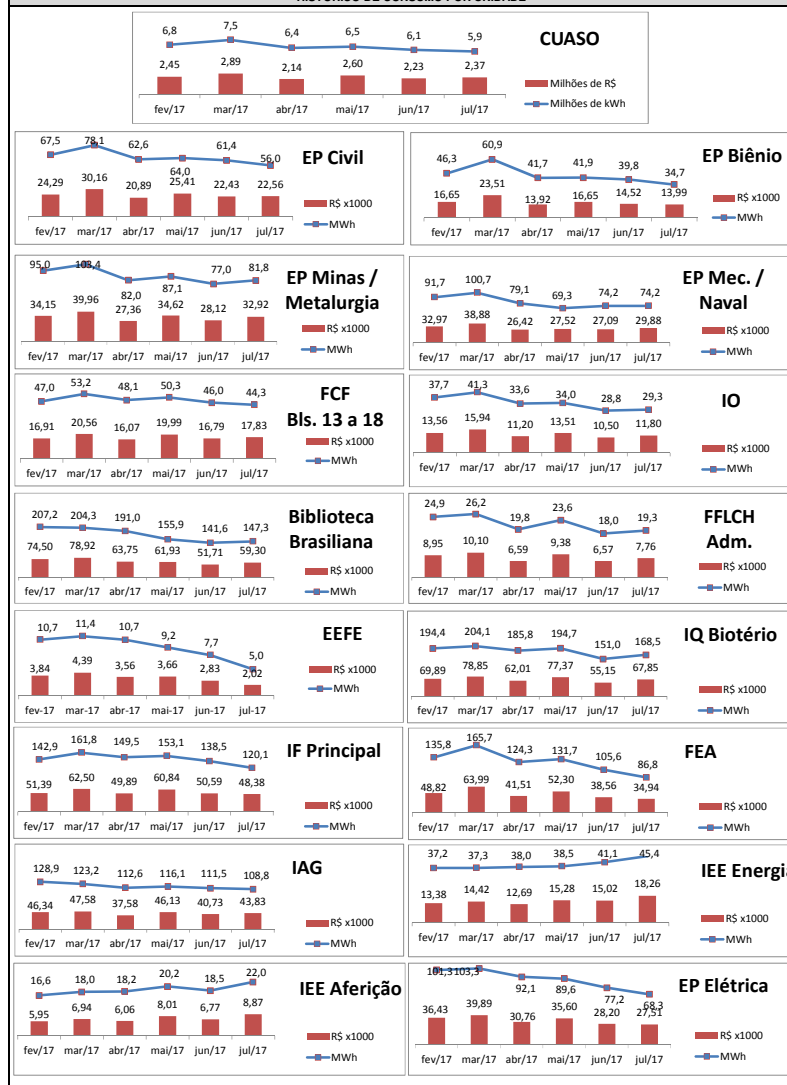 HISTÓRICO DE CONSUMO POR UNIDADE
CUASO
6,8 7,5 6,4 6,5 6,1 5,9
2,45 2,89 2,14 2,60 2,23 2,37
Milhões de R$
Milhões de kWh
fev/17 mar/17 abr/17 mai/17 jun/17 jul/17
EP Civil
67,5 78,1 62,6 64,0 61,4 56,0
24,29 30,16 20,89 25,41 22,43 22,56
R$ x1000
MWh
fev/17 mar/17 abr/17 mai/17 jun/17 jul/17
EP Biênio
46,3 60,9 41,7 41,9 39,8 34,7
16,65 23,51 13,92 16,65 14,52 13,99
R$ x1000
MWh
fev/17 mar/17 abr/17 mai/17 jun/17 jul/17
EP Minas /
Metalurgia
95,0 103,4 82,0 87,1 77,0 81,8
34,15 39,96 27,36 34,62 28,12 32,92
R$ x1000
MWh
fev/17 mar/17 abr/17 mai/17 jun/17 jul/17
EP Mec. /
Naval
91,7 100,7 79,1 69,3 74,2 74,2
32,97 38,88 26,42 27,52 27,09 29,88
R$ x1000
MWh
fev/17 mar/17 abr/17 mai/17 jun/17 jul/17
FCF
Bls. 13 a 18
47,0 53,2 48,1 50,3 46,0 44,3
16,91 20,56 16,07 19,99 16,79 17,83
R$ x1000
MWh
fev/17 mar/17 abr/17 mai/17 jun/17 jul/17
IO
37,7 41,3 33,6 34,0 28,8 29,3
13,56 15,94 11,20 13,51 10,50 11,80
R$ x1000
MWh
fev/17 mar/17 abr/17 mai/17 jun/17 jul/17
Biblioteca
Brasiliana
207,2 204,3 191,0 155,9 141,6 147,3
74,50 78,92 63,75 61,93 51,71 59,30
R$ x1000
MWh
fev/17 mar/17 abr/17 mai/17 jun/17 jul/17
FFLCH
Adm.
24,9 26,2 19,8 23,6 18,0 19,3
8,95 10,10 6,59 9,38 6,57 7,76
R$ x1000
MWh
fev/17 mar/17 abr/17 mai/17 jun/17 jul/17
EEFE
10,7 11,4 10,7 9,2 7,7 5,0
3,84 4,39 3,56 3,66 2,83 2,02
R$ x1000
MWh
fev-17 mar-17 abr-17 mai-17 jun-17 jul-17
IQ Biotério
194,4 204,1 185,8 194,7 151,0 168,5
69,89 78,85 62,01 77,37 55,15 67,85
R$ x1000
MWh
fev/17 mar/17 abr/17 mai/17 jun/17 jul/17
IF Principal
142,9 161,8 149,5 153,1 138,5 120,1
51,39 62,50 49,89 60,84 50,59 48,38
R$ x1000
MWh
fev/17 mar/17 abr/17 mai/17 jun/17 jul/17
FEA
135,8 165,7 124,3 131,7 105,6 86,8
48,82 63,99 41,51 52,30 38,56 34,94
R$ x1000
MWh
fev/17 mar/17 abr/17 mai/17 jun/17 jul/17
IAG
128,9 123,2 112,6 116,1 111,5 108,8
46,34 47,58 37,58 46,13 40,73 43,83
R$ x1000
MWh
fev/17 mar/17 abr/17 mai/17 jun/17 jul/17
IEE Energia
37,2 37,3 38,0 38,5 41,1 45,4
13,38 14,42 12,69 15,28 15,02 18,26
R$ x1000
MWh
fev/17 mar/17 abr/17 mai/17 jun/17 jul/17
IEE Aferição
16,6 18,0 18,2 20,2 18,5 22,0
5,95 6,94 6,06 8,01 6,77 8,87
R$ x1000
MWh
fev/17 mar/17 abr/17 mai/17 jun/17 jul/17
EP Elétrica
101,3 103,3 92,1 89,6 77,2 68,3
36,43 39,89 30,76 35,60 28,20 27,51
R$ x1000
MWh
fev/17 mar/17 abr/17 mai/17 jun/17 jul/17